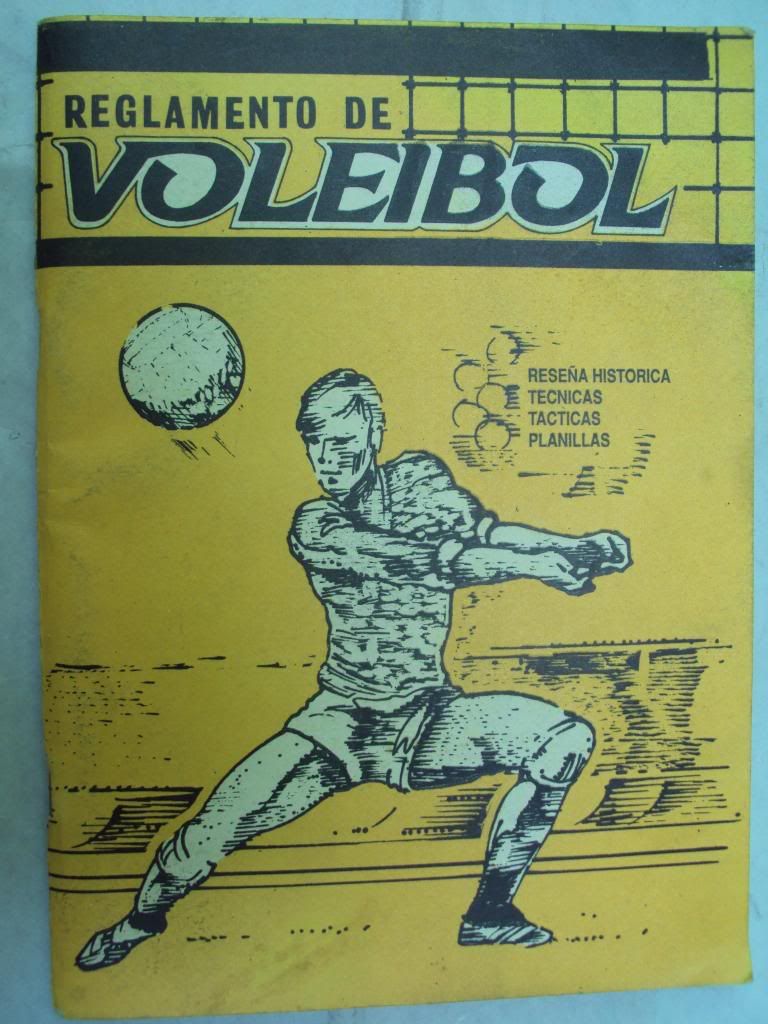 REGLAMENTO DE
VOLEIBOL
RESEÑA HISTORICA
TECNICAS
TACTICAS
PLANILLAS